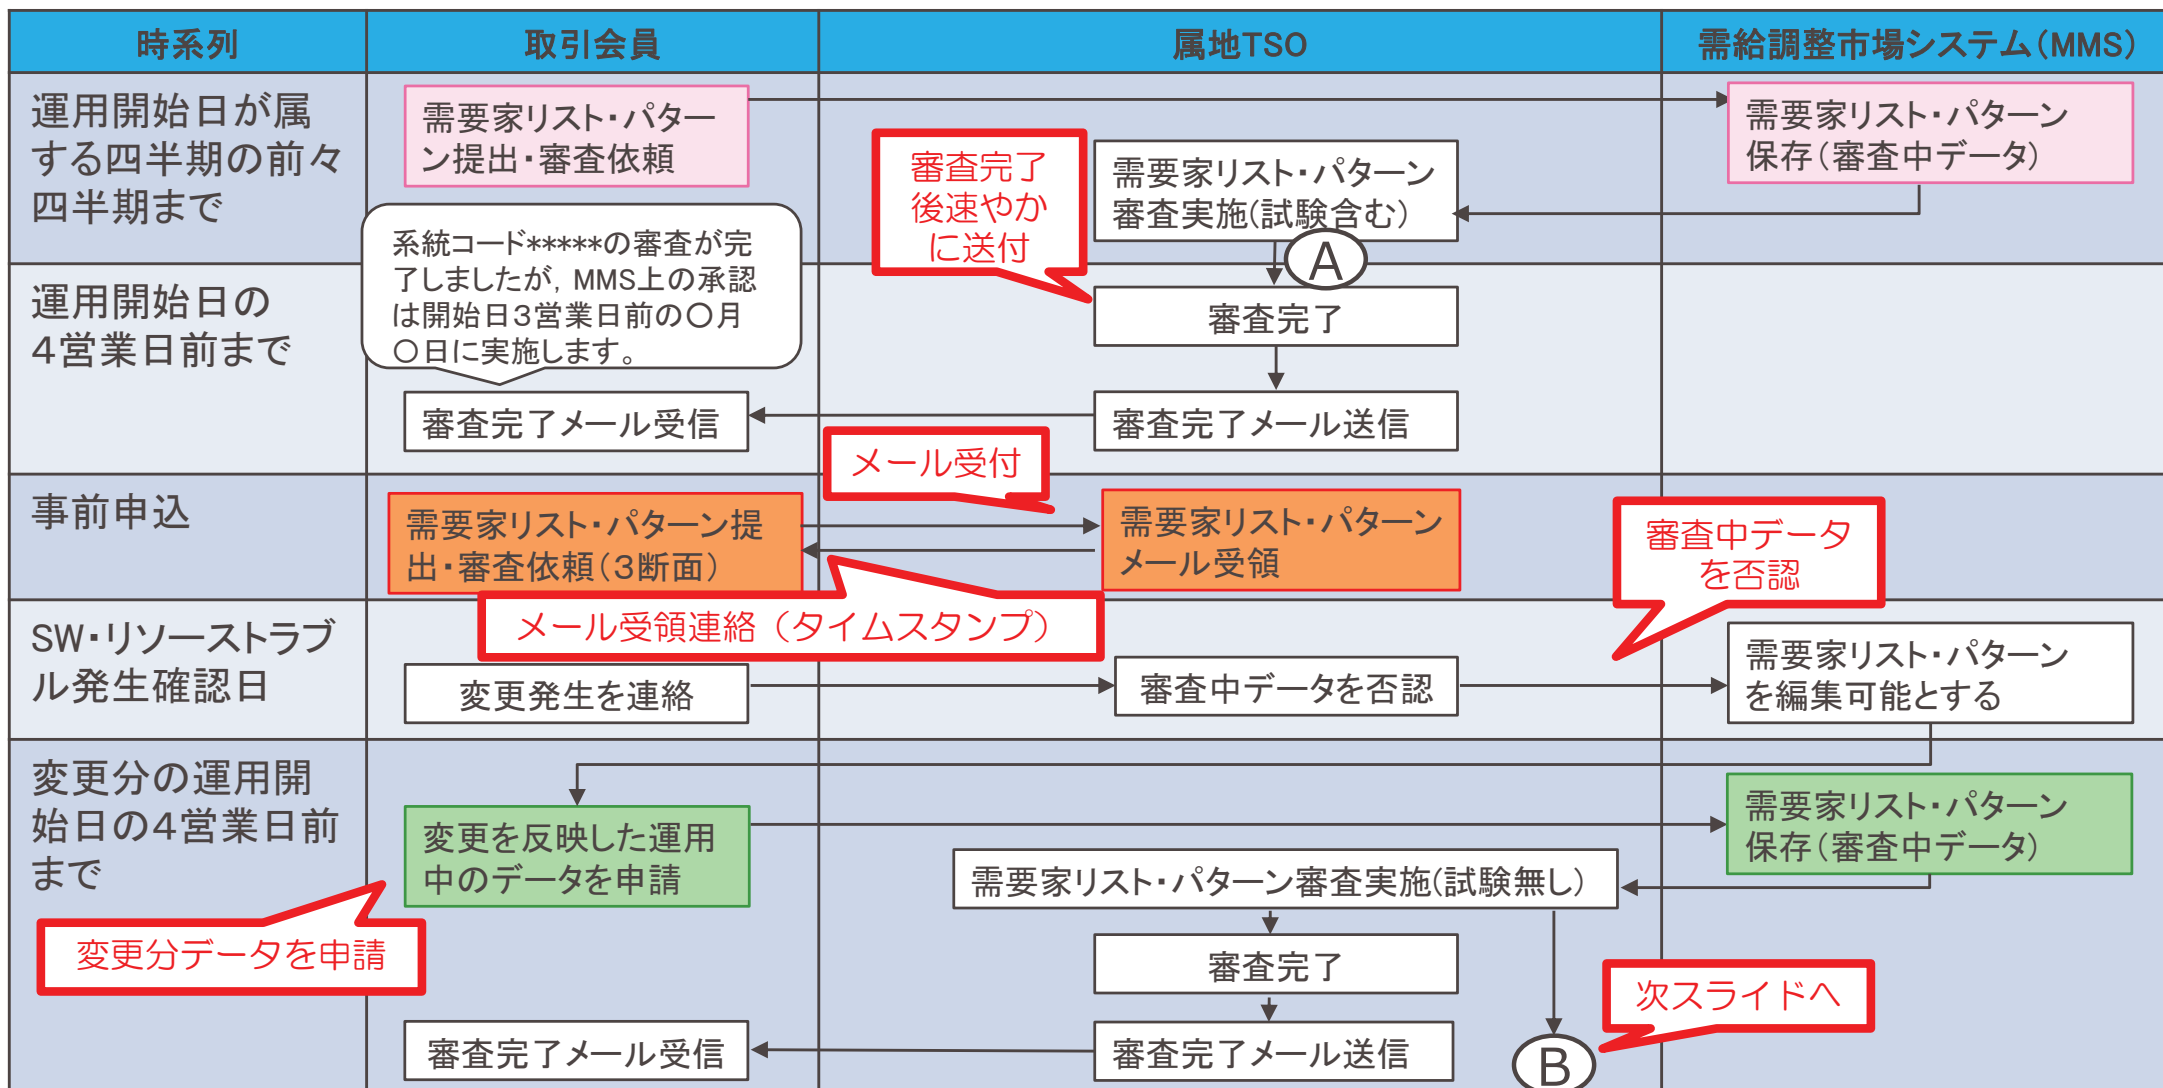 時系列
取引会員
属地TSO
需給調整市場システム(MMS)
運用開始日が属
する四半期の前々
四半期まで
需要家リスト・パター
ン提出・審査依頼
審査完了
後速やか
に送付
需要家リスト・パターン
審査実施(試験含む)
需要家リスト・パターン
保存(審査中データ)
A
系統コード*****の審査が完
了しましたが，MMS上の承認
は開始日3営業日前の〇月
〇日に実施します。
運用開始日の
4営業日前まで
審査完了
審査完了メール受信
審査完了メール送信
メール受付
事前申込
需要家リスト・パターン提
出・審査依頼(3断面)
需要家リスト・パターン
メール受領
審査中データ
を否認
メール受領連絡（タイムスタンプ）
SW・リソーストラブ
ル発生確認日
変更発生を連絡
審査中データを否認
需要家リスト・パターン
を編集可能とする
変更分の運用開
始日の4営業日前
まで
変更を反映した運用
中のデータを申請
需要家リスト・パターン
保存(審査中データ)
需要家リスト・パターン審査実施(試験無し)
変更分データを申請
審査完了
次スライドへ
審査完了メール受信
審査完了メール送信
B